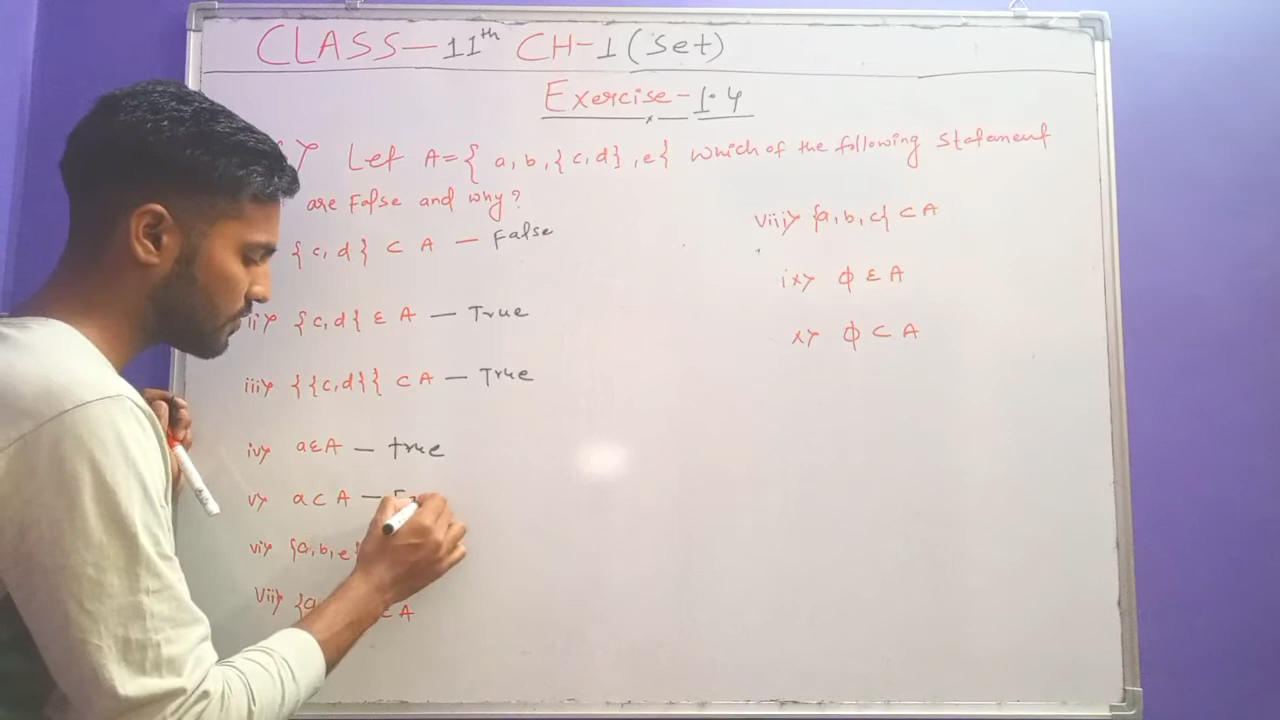 CLASS—11th CH-1 (Set)
Exercise-1.4
Let A={ a, b, { c, d} , e{ which of the following statement
are False and why?
{ c, d } ⊂ A — False
ii> { c, d } ε A — True
iii> { { c, d } } ⊂ A — True
iv> a ε A — true
v> a ⊂ A —
vi> {a, b, e
vii> {a ε A
viii> {a, b, c} ⊂ A
ix> ϕ ε A
x> ϕ ⊂ A